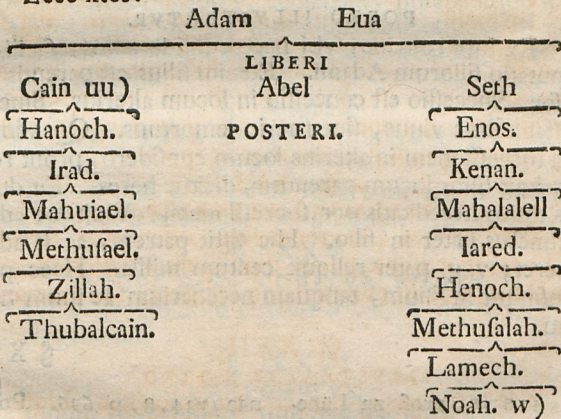 Adam Eua
LIBERI
Cain uu) Abel Seth
Hanoch. POSTERI. Enos.
Irad. Kenan.
Mahuiael. Mahalalell
Methuſael. Iared.
Zillah. Henoch.
Thubalcain. Methuſalah.
Lamech.
Noah. w)